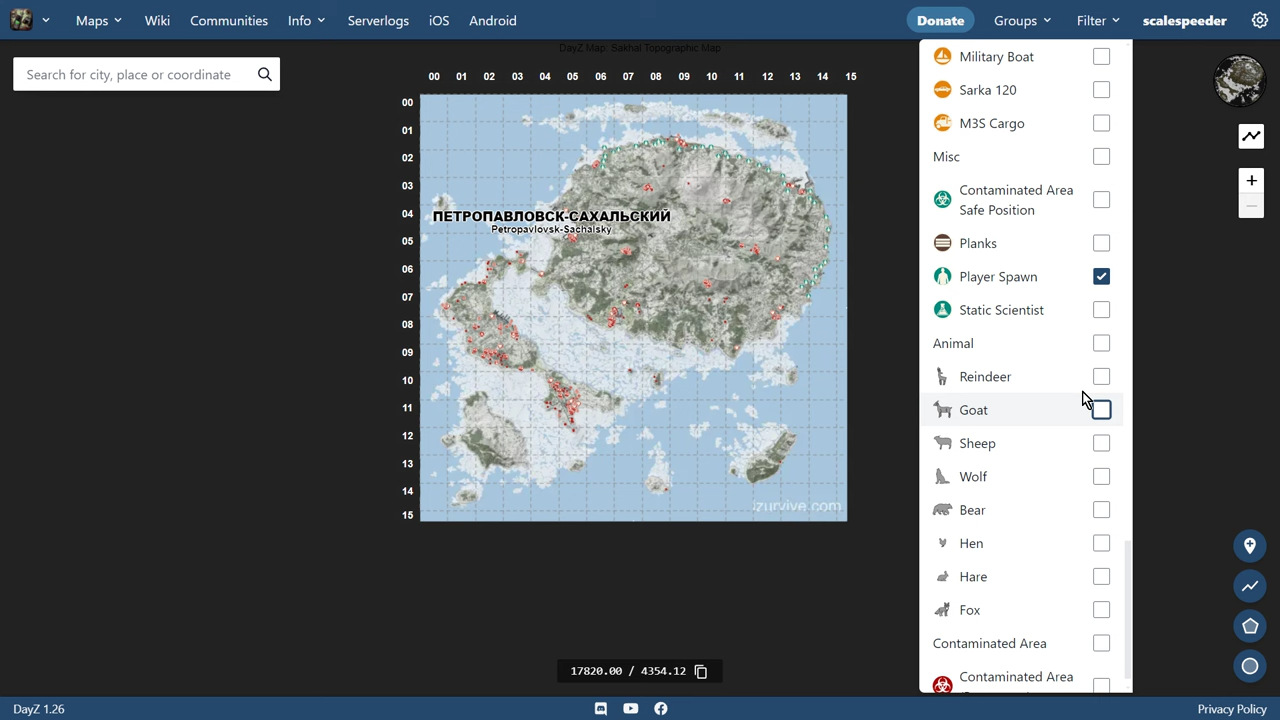 Maps
Wiki
Communities
Info
Serverlogs
iOS
Android
Donate
Groups
Filter
scalespeeder
DayZ Map: Sakhal Topographic Map
Search for city, place or coordinate
00 01 02 03 04 05 06 07 08 09 10 11 12 13 14 15
00
01
02
03
04
05
06
07
08
09
10
11
12
13
14
15
ПЕТРОПАВЛОВСК-САХАЛЬСКИЙ
Petropavlovsk-Sachalsky
izurvive.com
17820.00 / 4354.12
Military Boat
Sarka 120
M3S Cargo
Misc
Contaminated Area
Safe Position
Planks
Player Spawn
Static Scientist
Animal
Reindeer
Goat
Sheep
Wolf
Bear
Hen
Hare
Fox
Contaminated Area
Contaminated Area
+
−
DayZ 1.26
Privacy Policy